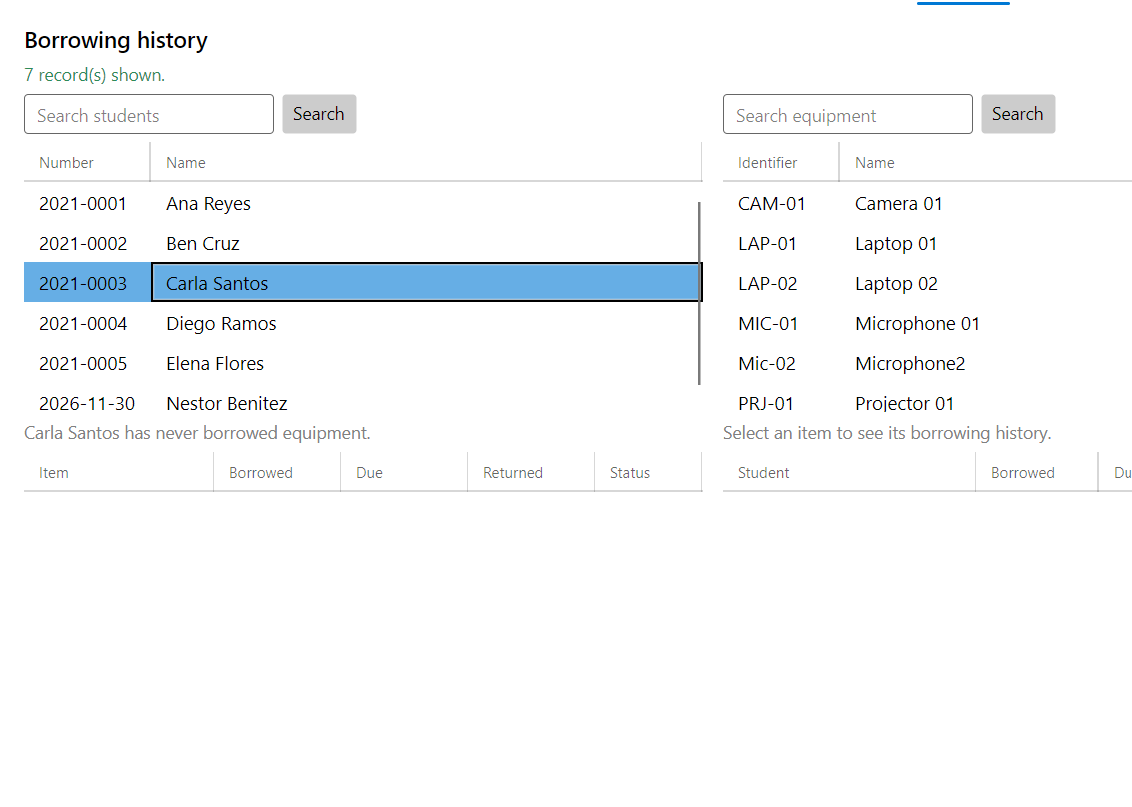 Borrowing history
7 record(s) shown.
Search students Search
Number Name
2021-0001 Ana Reyes
2021-0002 Ben Cruz
2021-0003 Carla Santos
2021-0004 Diego Ramos
2021-0005 Elena Flores
2026-11-30 Nestor Benitez
Carla Santos has never borrowed equipment.
Item Borrowed Due Returned Status
Search equipment Search
Identifier Name
CAM-01 Camera 01
LAP-01 Laptop 01
LAP-02 Laptop 02
MIC-01 Microphone 01
Mic-02 Microphone2
PRJ-01 Projector 01
Select an item to see its borrowing history.
Student Borrowed Du